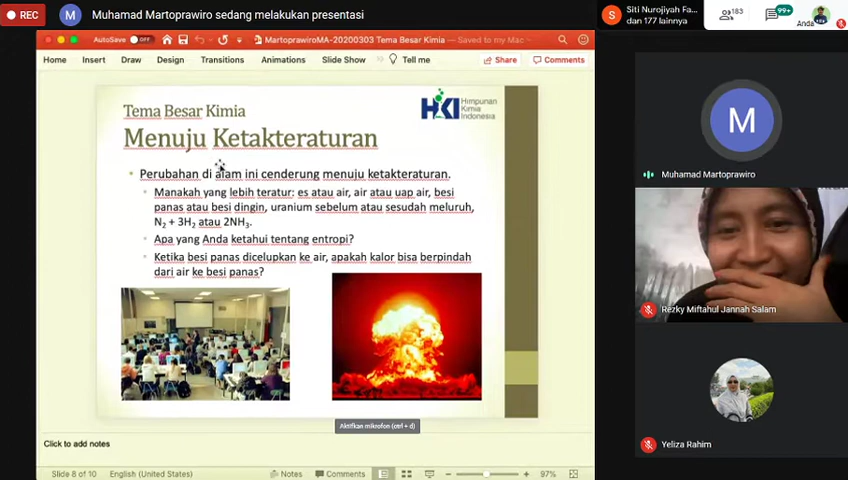 REC
Muhamad Martoprawiro sedang melakukan presentasi
S
Siti Nurojiyah Fa...
dan 177 lainnya
183
99+
Anda
AutoSave OFF
MartoprawiroMA-20200303 Tema Besar Kimia — Saved to my Mac
Home Insert Draw Design Transitions Animations Slide Show Tell me Share Comments
Tema Besar Kimia
Menuju Ketakteraturan
HKI Himpunan
Kimia
Indonesia
• Perubahan di alam ini cenderung menuju ketakteraturan.
• Manakah yang lebih teratur: es atau air, air atau uap air, besi
panas atau besi dingin, uranium sebelum atau sesudah meluruh,
N₂ + 3H₂ atau 2NH₃.
• Apa yang Anda ketahui tentang entropi?
• Ketika besi panas dicelupkan ke air, apakah kalor bisa berpindah
dari air ke besi panas?
Aktifkan mikrofon (ctrl + d)
Click to add notes
Slide 8 of 10 English (United States) Notes Comments 97%
M
Muhamad Martoprawiro
Rezky Miftahul Jannah Salam
Yeliza Rahim